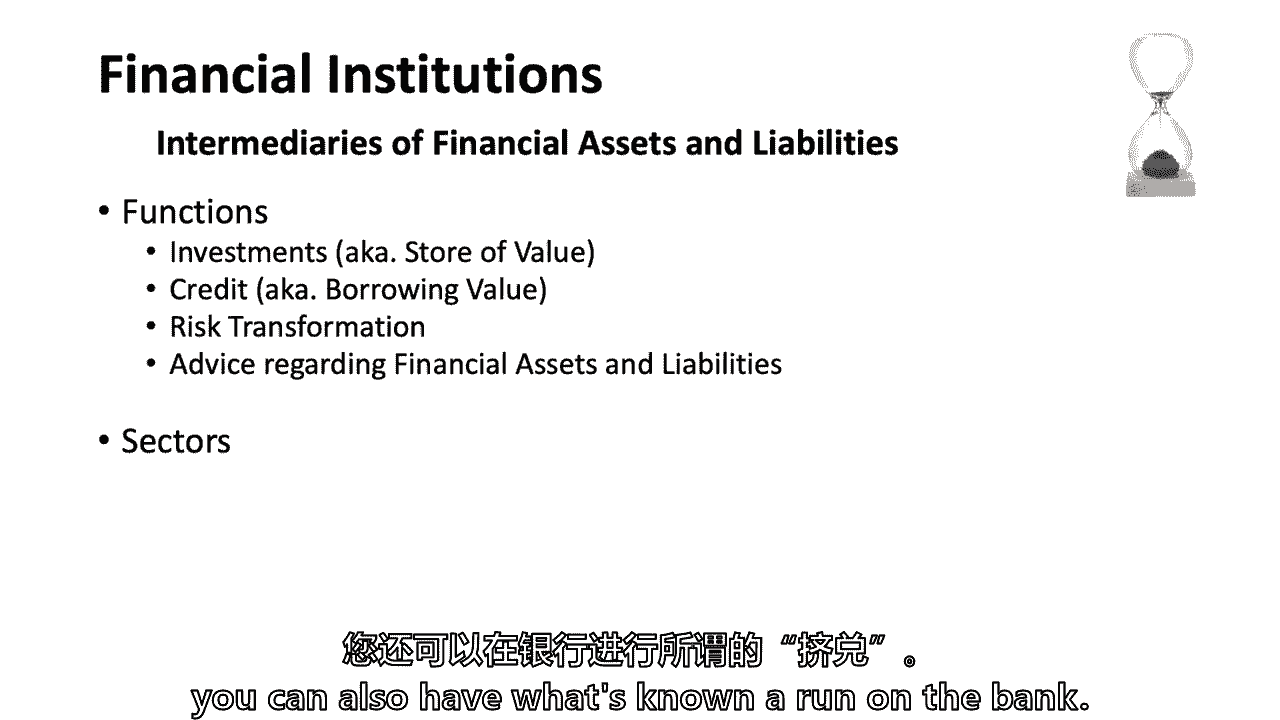 Financial Institutions
Intermediaries of Financial Assets and Liabilities
• Functions
• Investments (aka. Store of Value)
• Credit (aka. Borrowing Value)
• Risk Transformation
• Advice regarding Financial Assets and Liabilities
• Sectors
您还可以在银行进行所谓的“挤兑”。
you can also have what's known a run on the bank.